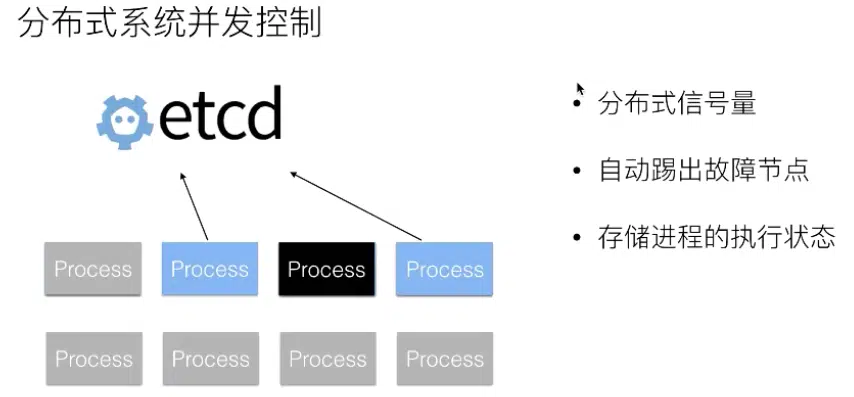 分布式系统并发控制
etcd
• 分布式信号量
• 自动踢出故障节点
• 存储进程的执行状态
Process Process Process Process
Process Process Process Process